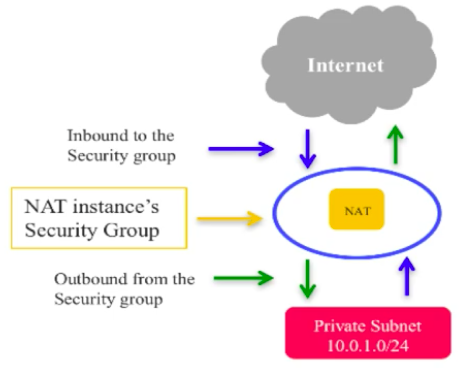 Internet
Inbound to the
Security group
NAT instance's
Security Group
NAT
Outbound from the
Security group
Private Subnet
10.0.1.0/24